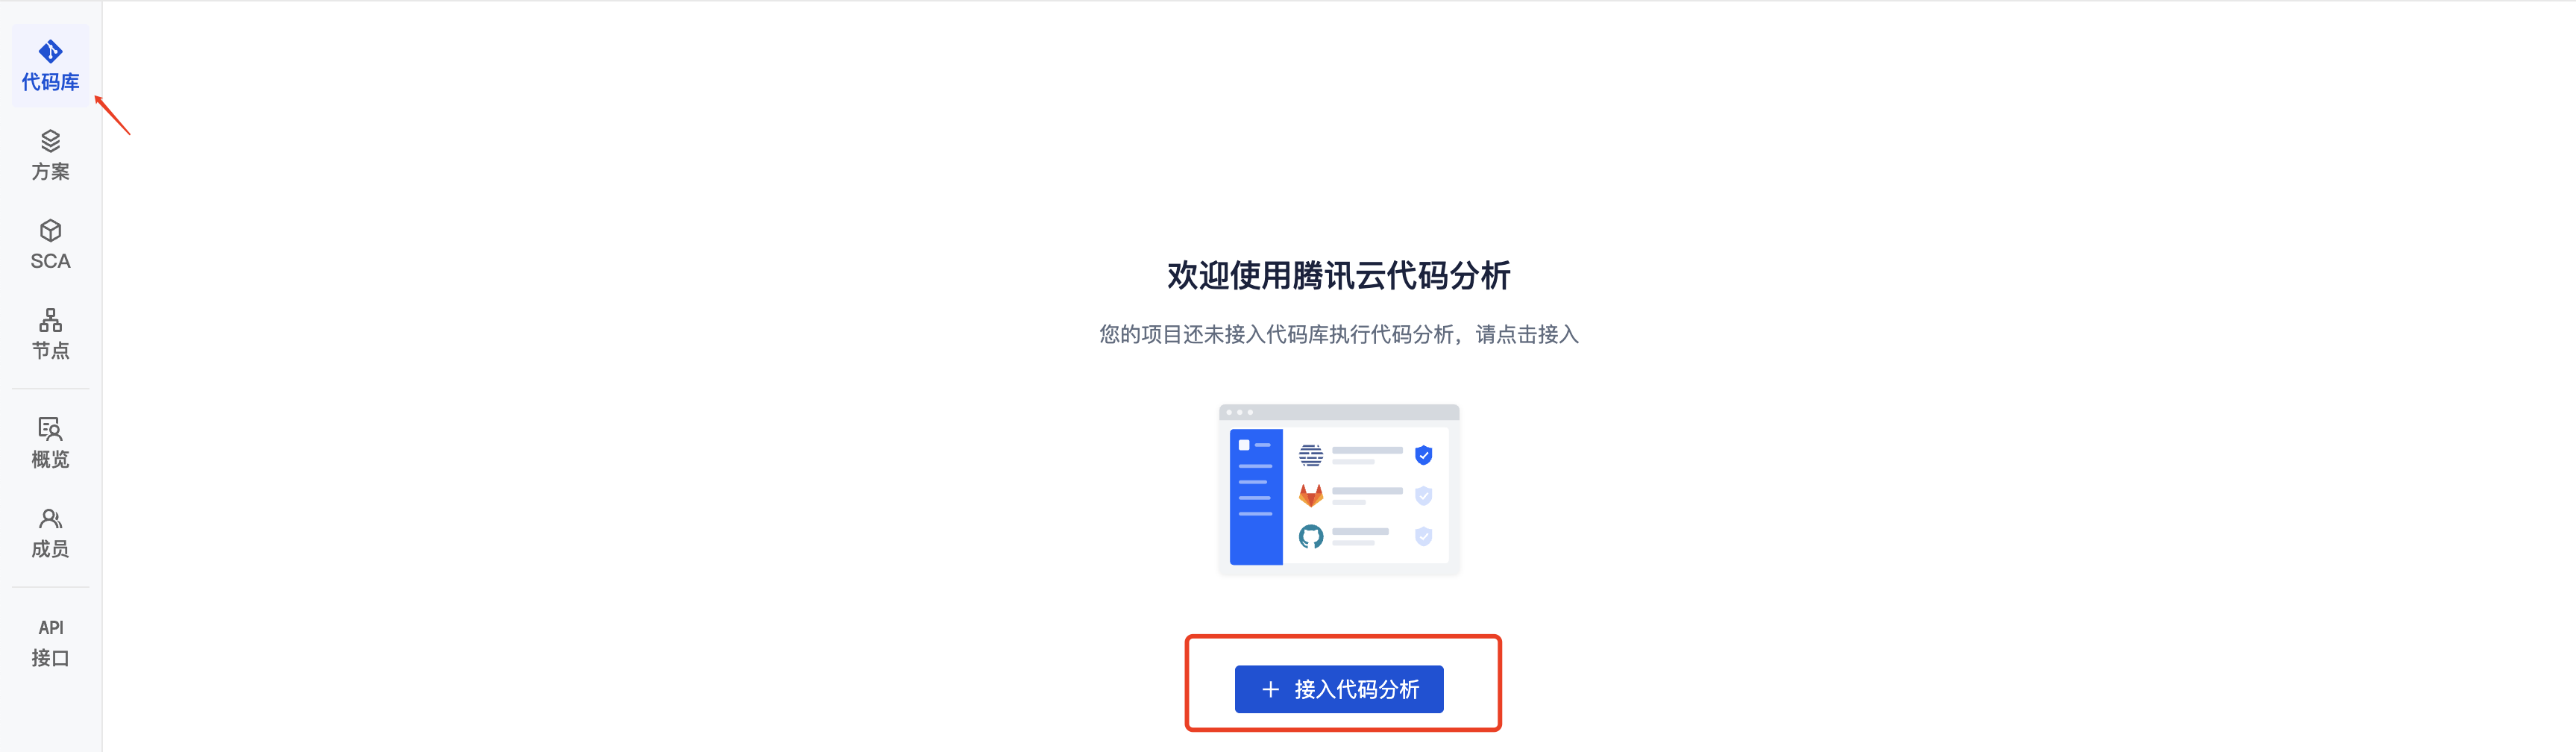 代码库
方案
SCA
节点
概览
成员
API
接口
欢迎使用腾讯云代码分析
您的项目还未接入代码库执行代码分析，请点击接入
+ 接入代码分析